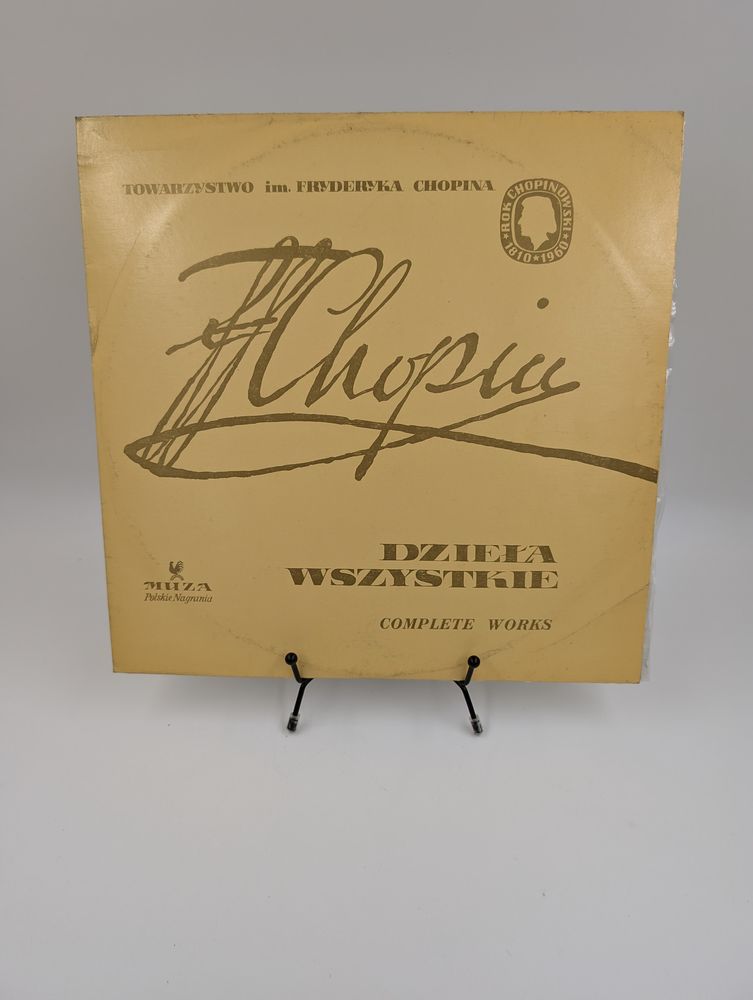 TOWARZYSTWO im. FRYDERYKA CHOPINA
ROK CHOPINOWSKI
1810 ★ 1960
FChopin
DZIEŁA
WSZYSTKIE
COMPLETE WORKS
MUZA
Polskie Nagrania